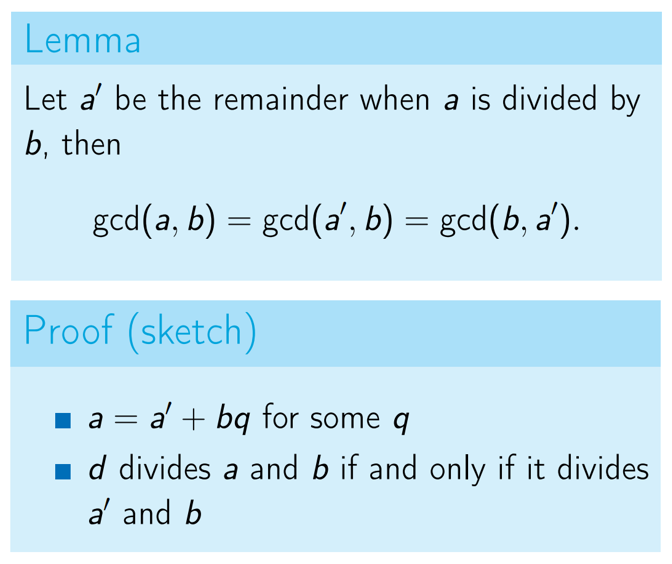 Lemma
Let a′ be the remainder when a is divided by
b, then
gcd(a, b) = gcd(a′, b) = gcd(b, a′).
Proof (sketch)
a = a′ + bq for some q
d divides a and b if and only if it divides
a′ and b